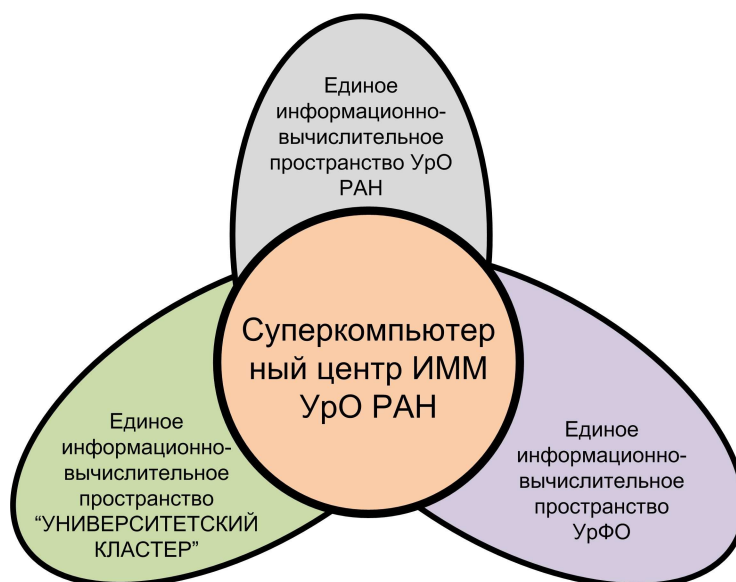 Единое
информационно-
вычислительное
пространство УрО
РАН
Суперкомпьютер
ный центр ИММ
УрО РАН
Единое
информационно-
вычислительное
пространство
“УНИВЕРСИТЕТСКИЙ
КЛАСТЕР”
Единое
информационно-
вычислительное
пространство
УрФО